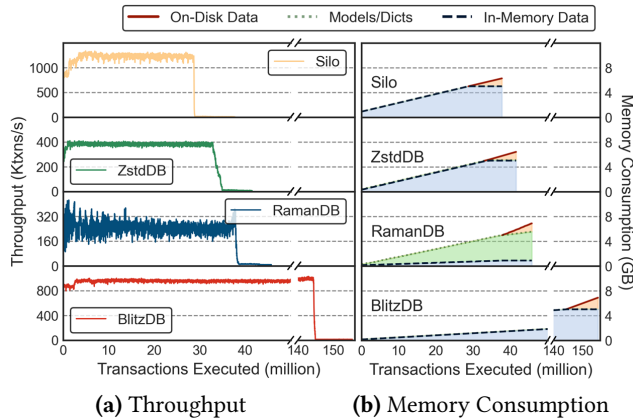 On-Disk Data Models/Dicts In-Memory Data
Throughput (Ktxns/s)
1000
500
0
Silo
400
200
0
ZstdDB
320
160
0
RamanDB
800
400
0
BlitzDB
0 10 20 30 40 140 150
Transactions Executed (million)
(a) Throughput
Silo
8
4
0
ZstdDB
8
4
0
RamanDB
8
4
0
BlitzDB
8
4
0
Memory Consumption (GB)
0 10 20 30 40 140 150
Transactions Executed (million)
(b) Memory Consumption